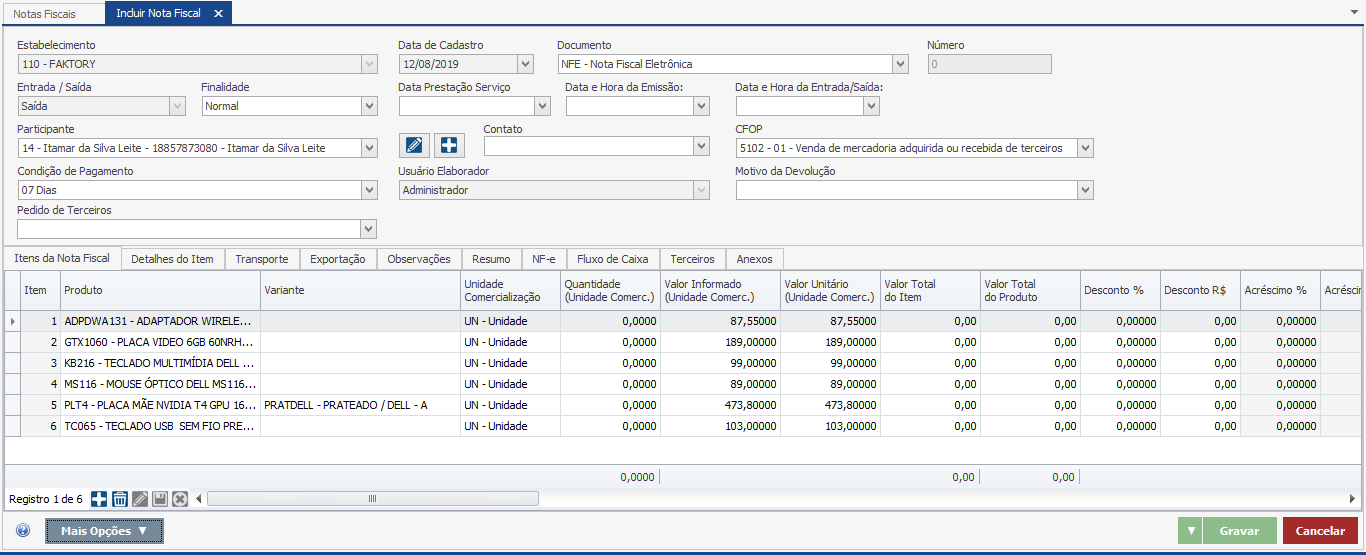 Notas Fiscais
Incluir Nota Fiscal
Estabelecimento
Data de Cadastro
Documento
Número
110 - FAKTORY
12/08/2019
NFE - Nota Fiscal Eletrônica
0
Entrada / Saída
Finalidade
Data Prestação Serviço
Data e Hora da Emissão:
Data e Hora da Entrada/Saída:
Saída
Normal
Participante
Contato
CFOP
14 - Itamar da Silva Leite - 18857873080 - Itamar da Silva Leite
5102 - 01 - Venda de mercadoria adquirida ou recebida de terceiros
Condição de Pagamento
Usuário Elaborador
Motivo da Devolução
07 Dias
Administrador
Pedido de Terceiros
Itens da Nota Fiscal
Detalhes do Item
Transporte
Exportação
Observações
Resumo
NF-e
Fluxo de Caixa
Terceiros
Anexos
Item
Produto
Variante
Unidade
Comercialização
Quantidade
(Unidade Comerc.)
Valor Informado
(Unidade Comerc.)
Valor Unitário
(Unidade Comerc.)
Valor Total
do Item
Valor Total
do Produto
Desconto %
Desconto R$
Acréscimo %
Acréscin
1 ADPDWA131 - ADAPTADOR WIRELE... UN - Unidade 0,0000 87,55000 87,55000 0,00 0,00 0,00000 0,00 0,00000
2 GTX1060 - PLACA VIDEO 6GB 60NRH... UN - Unidade 0,0000 189,00000 189,00000 0,00 0,00 0,00000 0,00 0,00000
3 KB216 - TECLADO MULTIMÍDIA DELL ... UN - Unidade 0,0000 99,00000 99,00000 0,00 0,00 0,00000 0,00 0,00000
4 MS116 - MOUSE ÓPTICO DELL MS116... UN - Unidade 0,0000 89,00000 89,00000 0,00 0,00 0,00000 0,00 0,00000
5 PLT4 - PLACA MÃE NVIDIA T4 GPU 16... PRATDELL - PRATEADO / DELL - A UN - Unidade 0,0000 473,80000 473,80000 0,00 0,00 0,00000 0,00 0,00000
6 TC065 - TECLADO USB  SEM FIO PRE... UN - Unidade 0,0000 103,00000 103,00000 0,00 0,00 0,00000 0,00 0,00000
0,0000 0,00 0,00
Registro 1 de 6
Mais Opções
Gravar
Cancelar